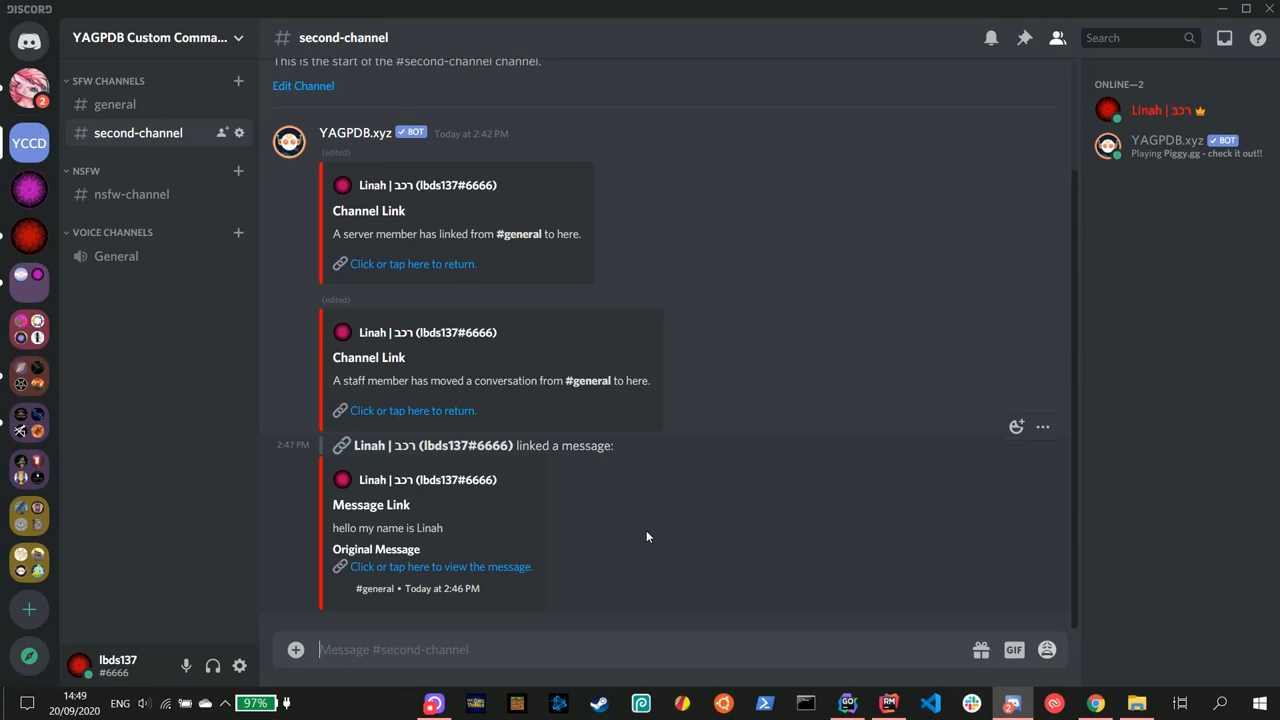 DISCORD
YAGPDB Custom Comma...
# second-channel
Search
SFW CHANNELS
# general
# second-channel
NSFW
# nsfw-channel
VOICE CHANNELS
General
2
YCCD
This is the start of the #second-channel channel.
Edit Channel
YAGPDB.xyz ✓ BOT Today at 2:42 PM
(edited)
Linah | רכב (lbds137#6666)
Channel Link
A server member has linked from #general to here.
Click or tap here to return.
(edited)
Linah | רכב (lbds137#6666)
Channel Link
A staff member has moved a conversation from #general to here.
Click or tap here to return.
2:47 PM
Linah | רכב (lbds137#6666) linked a message:
Linah | רכב (lbds137#6666)
Message Link
hello my name is Linah
Original Message
Click or tap here to view the message.
#general • Today at 2:46 PM
Message #second-channel
GIF
ONLINE—2
Linah | רכב
YAGPDB.xyz ✓ BOT
Playing Piggy.gg - check it out!!
lbds137
#6666
14:49
20/09/2020
ENG
97%
GO
RM
2